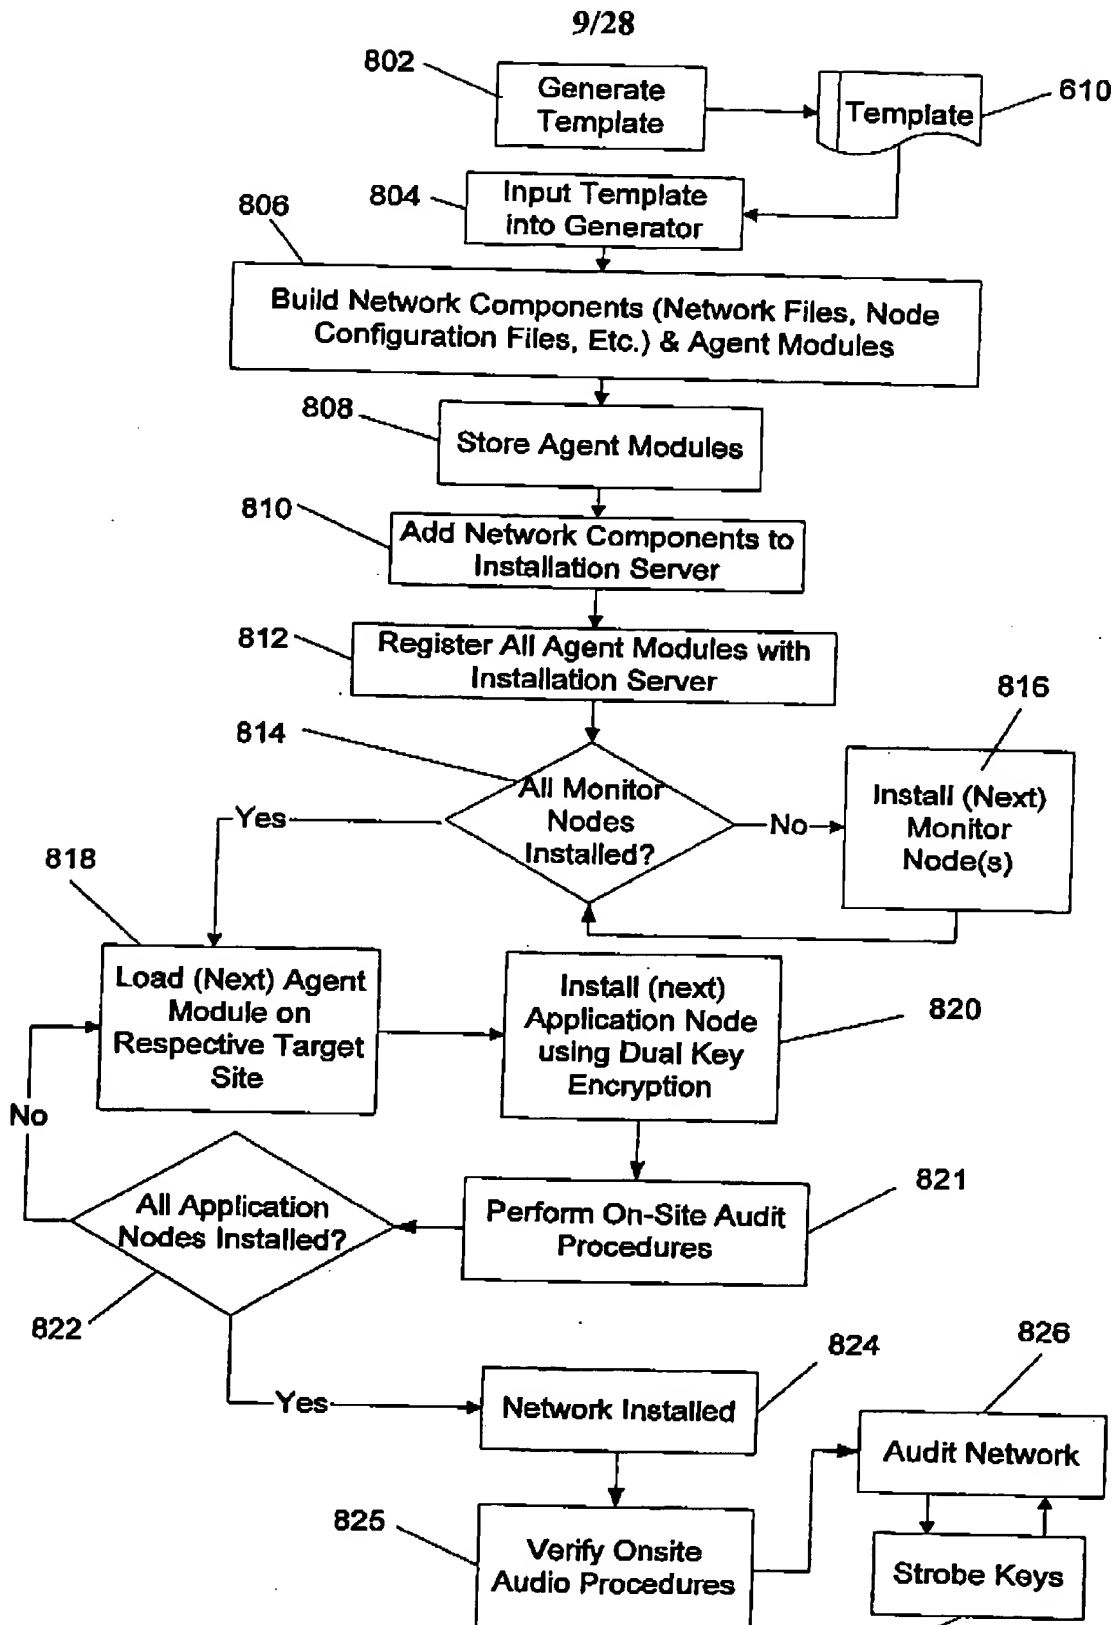 9/28
802
Generate
Template
Template
610
804
Input Template
into Generator
806
Build Network Components (Network Files, Node
Configuration Files, Etc.) & Agent Modules
808
Store Agent Modules
810
Add Network Components to
Installation Server
812
Register All Agent Modules with
Installation Server
814
All Monitor
Nodes
Installed?
Yes
No
816
Install (Next)
Monitor
Node(s)
818
Load (Next) Agent
Module on
Respective Target
Site
Install (next)
Application Node
using Dual Key
Encryption
820
No
821
Perform On-Site Audit
Procedures
All Application
Nodes Installed?
822
Yes
824
Network Installed
826
Audit Network
825
Verify Onsite
Audio Procedures
Strobe Keys